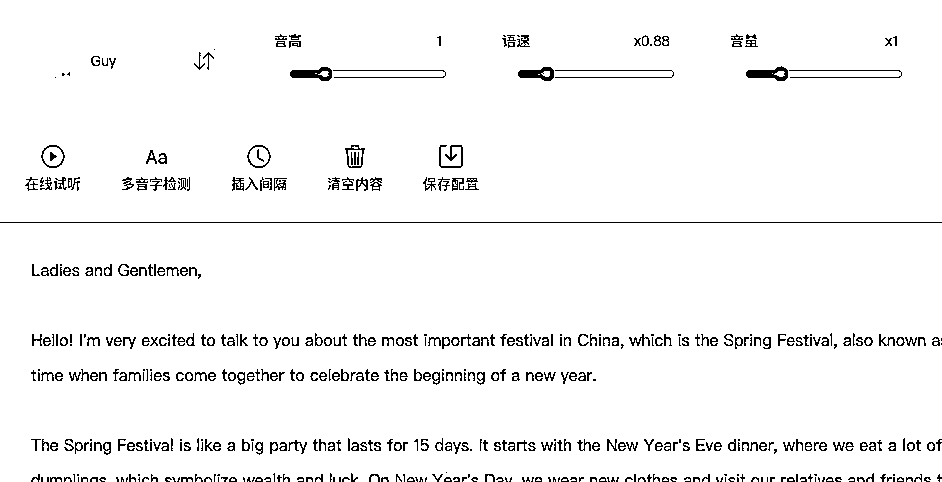 Guy
音高 1
语速 x0.88
音益 x1
在线试听
Aa
多音字检测
插入间隔
清空内容
保存配置
Ladies and Gentlemen,
Hello! I'm very excited to talk to you about the most important festival in China, which is the Spring Festival, also known as
time when families come together to celebrate the beginning of a new year.
The Spring Festival is like a big party that lasts for 15 days. It starts with the New Year's Eve dinner, where we eat a lot of
dumplings, which symbolize wealth and luck. On New Year's Day, we wear new clothes and visit our relatives and friends